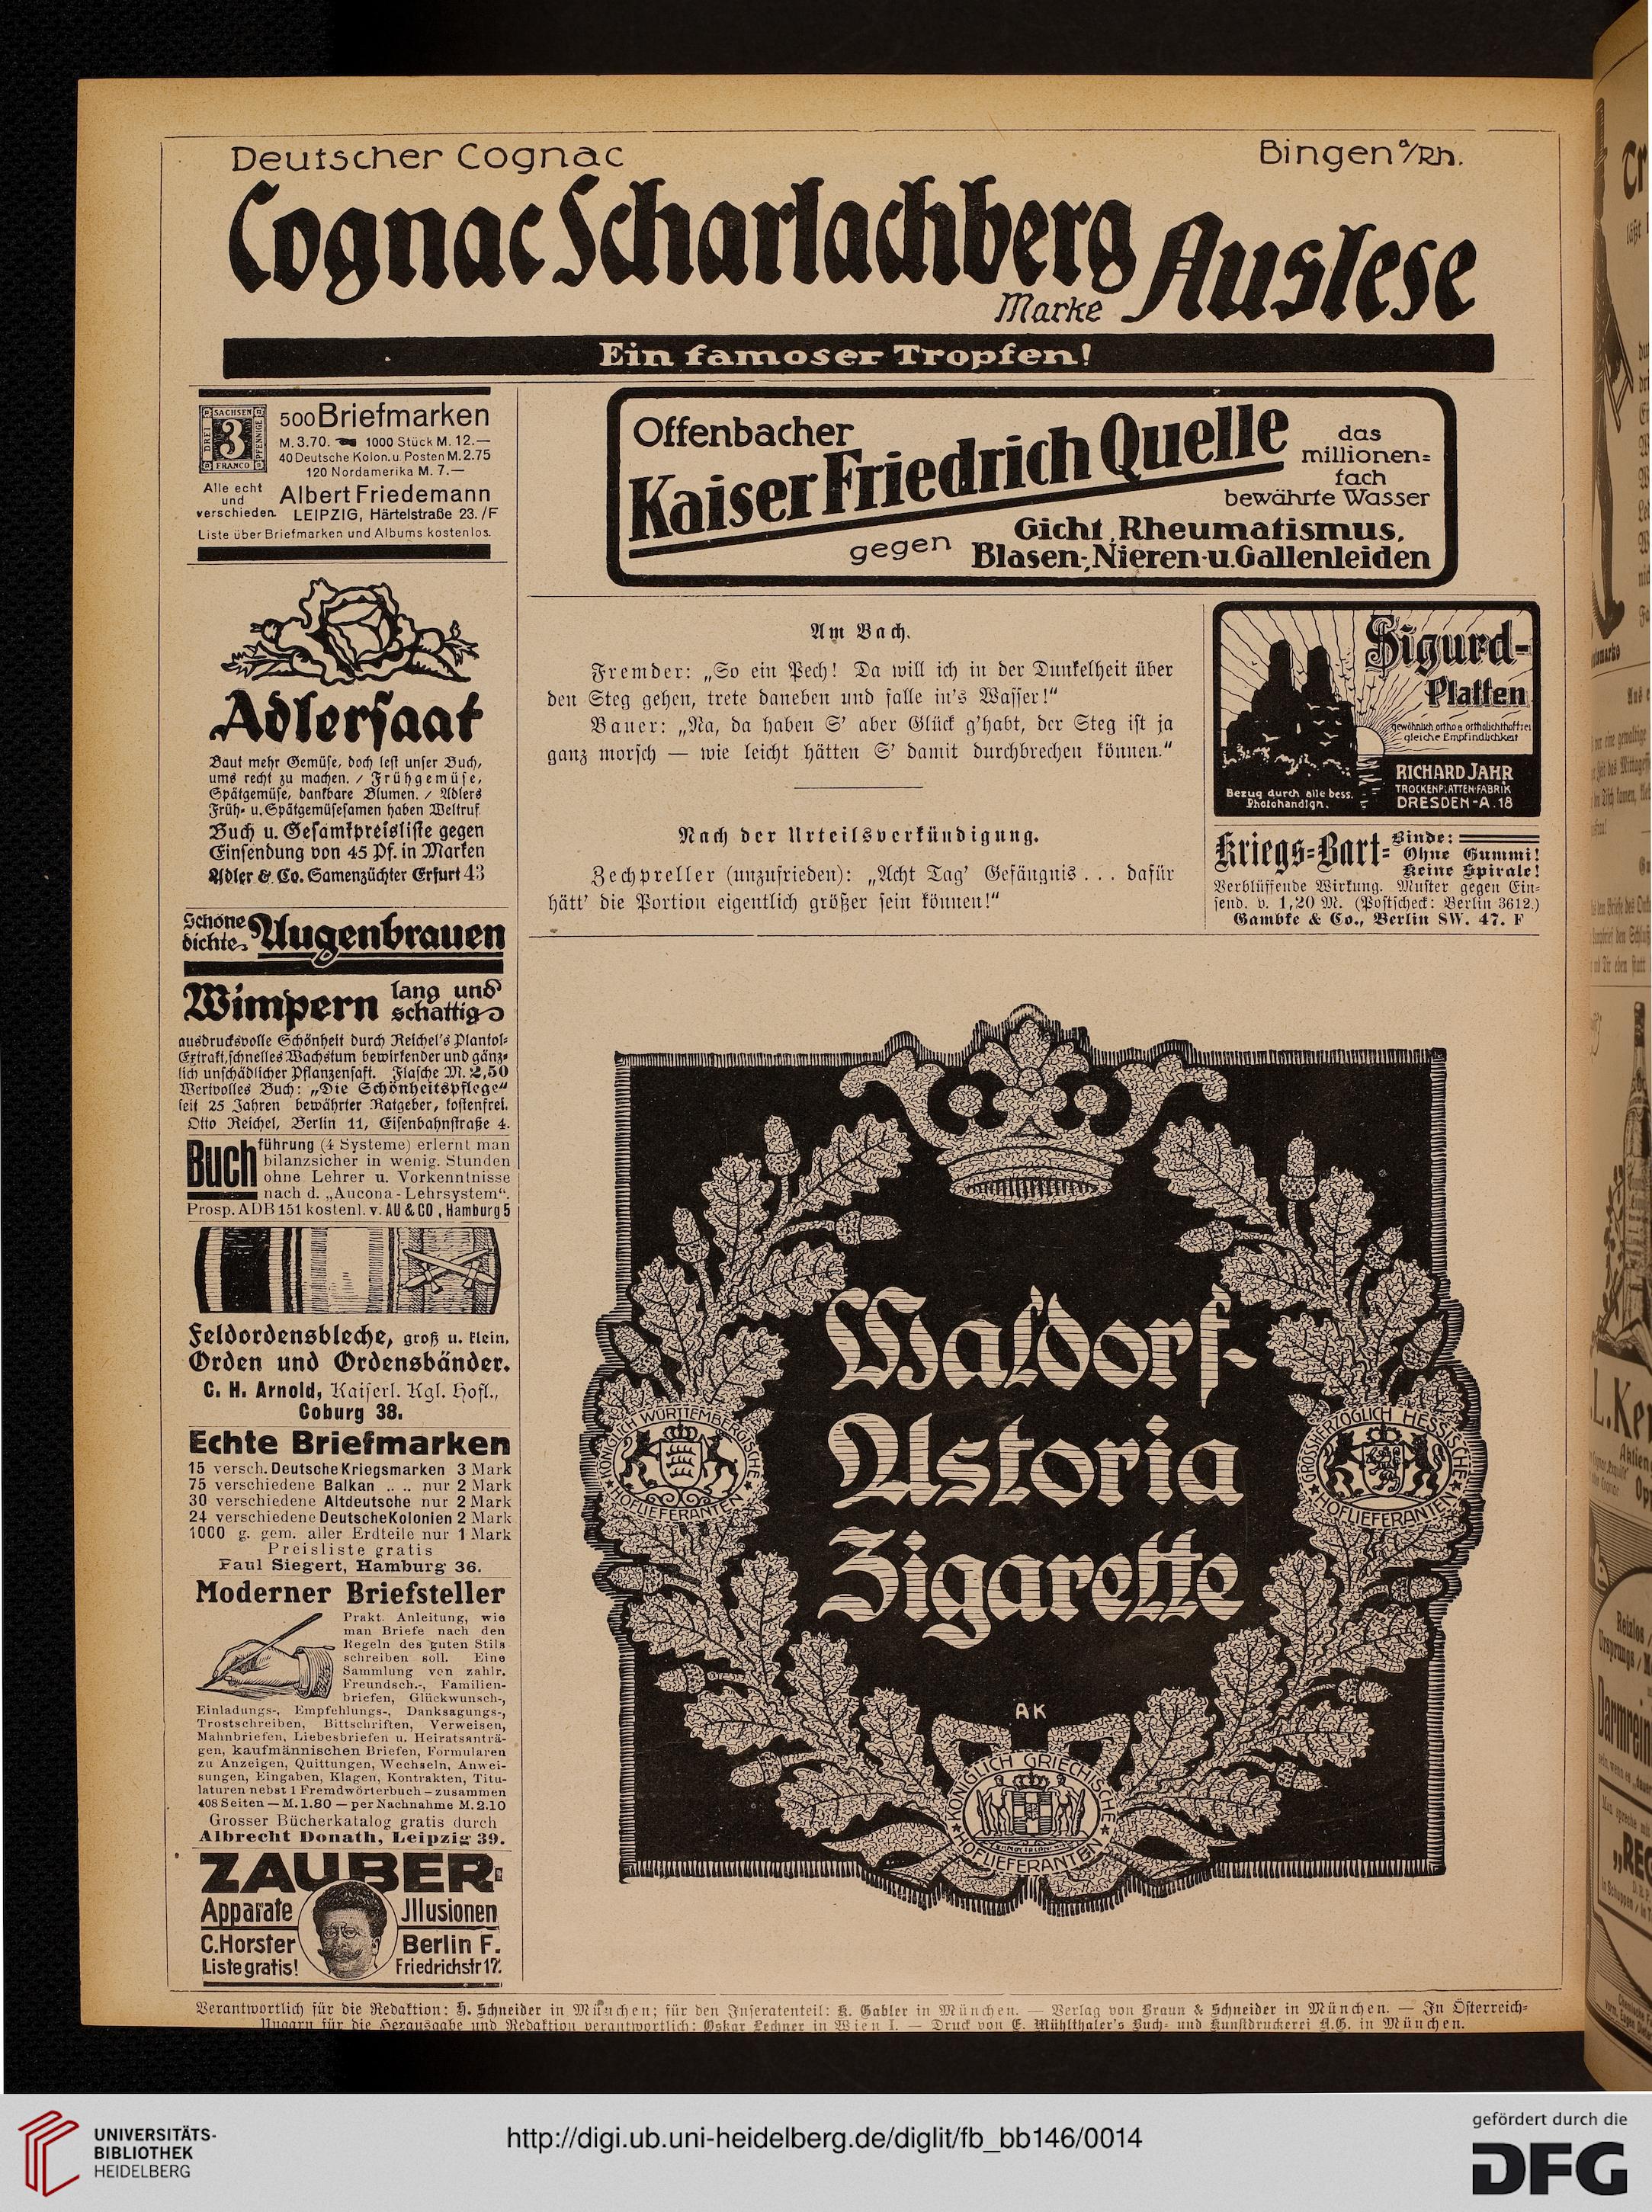 Deutscher Cognac
Bingen a/Rh.
Cognac Scharlachberg
Marke Auslese
Ein famoser Tropfen!
SACHSEN
DREI
3
PFENNIGE
FRANCO
500 Briefmarken
M. 3.70. 1000 Stück M. 12.—
40 Deutsche Kolon. u. Posten M. 2.75
120 Nordamerika M. 7.—
Alle echt
und
verschieden.
Albert Friedemann
LEIPZIG, Härtelstraße 23. /F
Liste über Briefmarken und Albums kostenlos.
Adlersaat
Baut mehr Gemüse, doch lest unser Buch,
ums recht zu machen. / Frühgemüse,
Spätgemüse, dankbare Blumen. / Adlers
Früh- u. Spätgemüsesamen haben Weltruf
Buch u. Gesamtpreisliste gegen
Einsendung von 45 Pf. in Marken
Adler & Co. Samenzüchter Erfurt 43
Schöne
dichte Augenbrauen
Wimpern lang und
schattig
ausdrucksvolle Schönheit durch Reichel's Plantol-
Extrakt, schnelles Wachstum bewirkender und gänz-
lich unschädlicher Pflanzensaft. Flasche M. 2,50
Wertvolles Buch: „Die Schönheitspflege“
seit 25 Jahren bewährter Ratgeber, kostenfrei.
Otto Reichel, Berlin 11, Eisenbahnstraße 4.
Buch führung (4 Systeme) erlernt man
bilanzsicher in wenig. Stunden
ohne Lehrer u. Vorkenntnisse
nach d. „Aucona-Lehrsystem“.
Prosp. ADB 151 kostenl. v. AU & CO, Hamburg 5
Feldordensbleche, groß u. klein,
Orden und Ordensbänder.
C. H. Arnold, Kaiserl. Kgl. Hofl.,
Coburg 38.
Echte Briefmarken
15 versch. Deutsche Kriegsmarken 3 Mark
75 verschiedene Balkan .. .. nur 2 Mark
30 verschiedene Altdeutsche nur 2 Mark
24 verschiedene Deutsche Kolonien 2 Mark
1000 g. gem. aller Erdteile nur 1 Mark
Preisliste gratis
Paul Siegert, Hamburg 36.
Moderner Briefsteller
Prakt. Anleitung, wie
man Briefe nach den
Regeln des guten Stils
schreiben soll. Eine
Sammlung von zahlr.
Freundsch.-, Familien-
briefen, Glückwunsch-,
Einladungs-, Empfehlungs-, Danksagungs-,
Trostschreiben, Bittschriften, Verweisen,
Mahnbriefen, Liebesbriefen u. Heiratsanträ-
gen, kaufmännischen Briefen, Formularen
zu Anzeigen, Quittungen, Wechseln, Anwei-
sungen, Eingaben, Klagen, Kontrakten, Titu-
laturen nebst 1 Fremdwörterbuch — zusammen
408 Seiten — M. 1.80 — per Nachnahme M. 2.10
Grosser Bücherkatalog gratis durch
Albrecht Donath, Leipzig 39.
ZAUBER-
Apparate Jllusionen
C. Horster Berlin F.
Liste gratis! Friedrichstr 17.
Offenbacher
Kaiser Friedrich Quelle
das
millionen-
fach
bewährte Wasser
gegen Gicht, Rheumatismus,
Blasen-, Nieren- u. Gallenleiden
Am Bach.
Fremder: „So ein Pech! Da will ich in der Dunkelheit über
den Steg gehen, trete daneben und falle in's Wasser!“
Bauer: „Na, da haben S' aber Glück g'habt, der Steg ist ja
ganz morsch — wie leicht hätten S' damit durchbrechen können.“
Nach der Urteilsverkündigung.
Zechpreller (unzufrieden): „Acht Tag' Gefängnis ... dafür
hätt' die Portion eigentlich größer sein können!“
Sigurd-
Platten
gewöhnlich, ortho u. ortholichthoffrei
gleiche Empfindlichkeit
RICHARD JAHR
TROCKENPLATTEN-FABRIK
DRESDEN-A. 18
Bezug durch alle bess.
Photohandlgn.
Kriegs-Bart- Binde:
Ohne Gummi!
Keine Spirale!
Verblüffende Wirkung. Muster gegen Ein-
send. v. 1,20 M. (Postscheck: Berlin 3612.)
Gambke & Co., Berlin SW. 47. F
Waldorf-
Astoria
Zigarette
KÖNIGLICH WÜRTTEMBERGISCHE
HOFLIEFERANTEN
GROSSHERZOGLICH HESSISCHE
HOFLIEFERANTEN
AK
KÖNIGLICH GRIECHISCHE
HOFLIEFERANTEN
Verantwortlich für die Redaktion: H. Schneider in München; für den Inseratenteil: K. Gabler in München. — Verlag von Braun & Schneider in München. — In Österreich-
Ungarn für die Herausgabe und Redaktion verantwortlich: Oskar Lechner in Wien I. — Druck von E. Mühlthaler's Buch- und Kunstdruckerei A.G. in München.
UNIVERSITÄTS-
BIBLIOTHEK
HEIDELBERG
http://digi.ub.uni-heidelberg.de/diglit/fb_bb146/0014
gefördert durch die
DFG